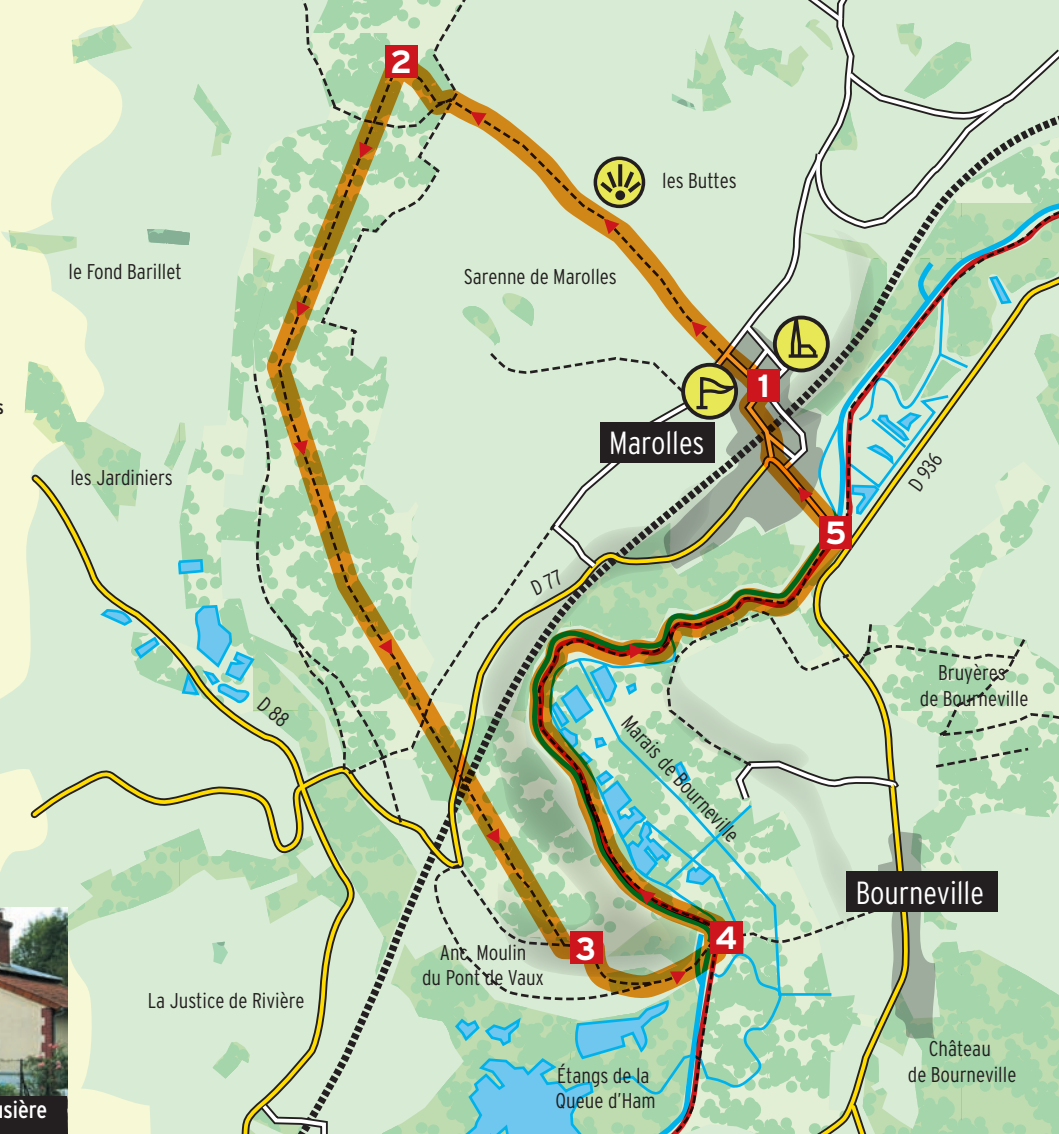 2
les Buttes
le Fond Barillet
Sarenne de Marolles
1
Marolles
s
les Jardiniers
D 936
5
D 77
Bruyères
de Bourneville
D 88
Marais de Bourneville
Bourneville
3
4
Anc. Moulin
du Pont de Vaux
La Justice de Rivière
Château
de Bourneville
Étangs de la
Queue d'Ham
usière